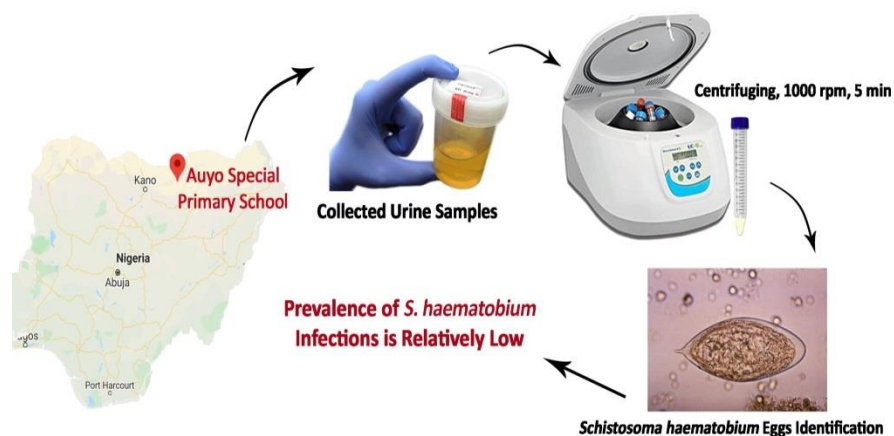 Auyo Special
Primary School
Kano
Nigeria
Abuja
Port Harcourt
Collected Urine Samples
Centrifuging, 1000 rpm, 5 min
Schistosoma haematobium Eggs Identification
Prevalence of S. haematobium
Infections is Relatively Low